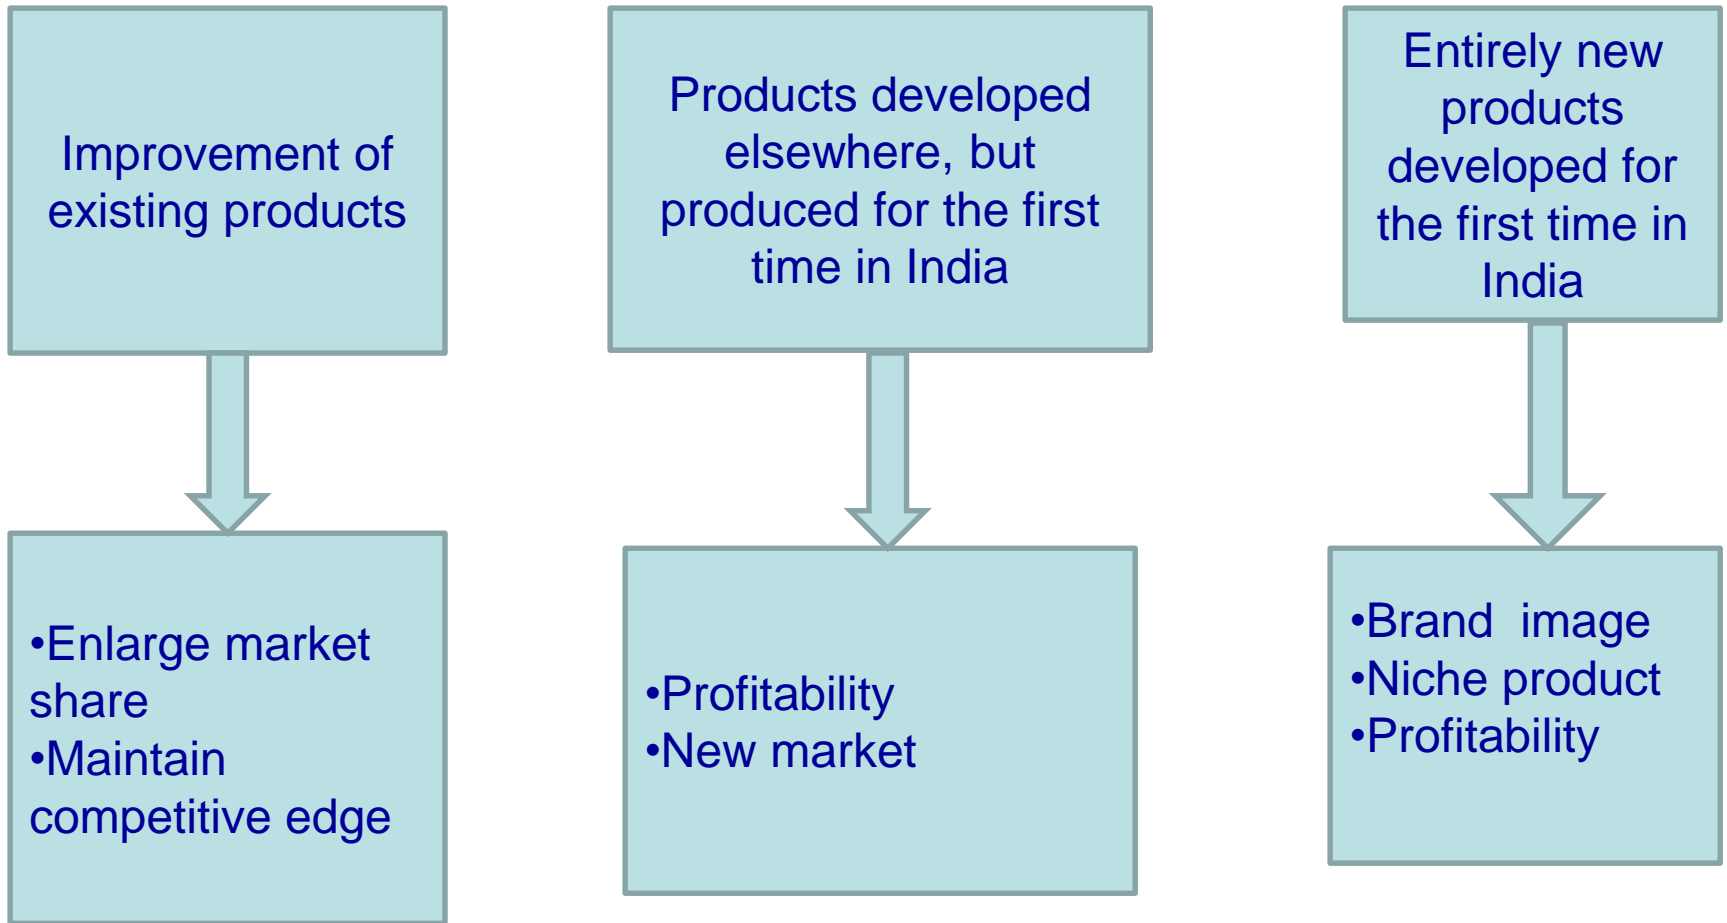 Improvement of
existing products
Products developed
elsewhere, but
produced for the first
time in India
Entirely new
products
developed for
the first time in
India
•Enlarge market
share
•Maintain
competitive edge
•Profitability
•New market
•Brand  image
•Niche product
•Profitability